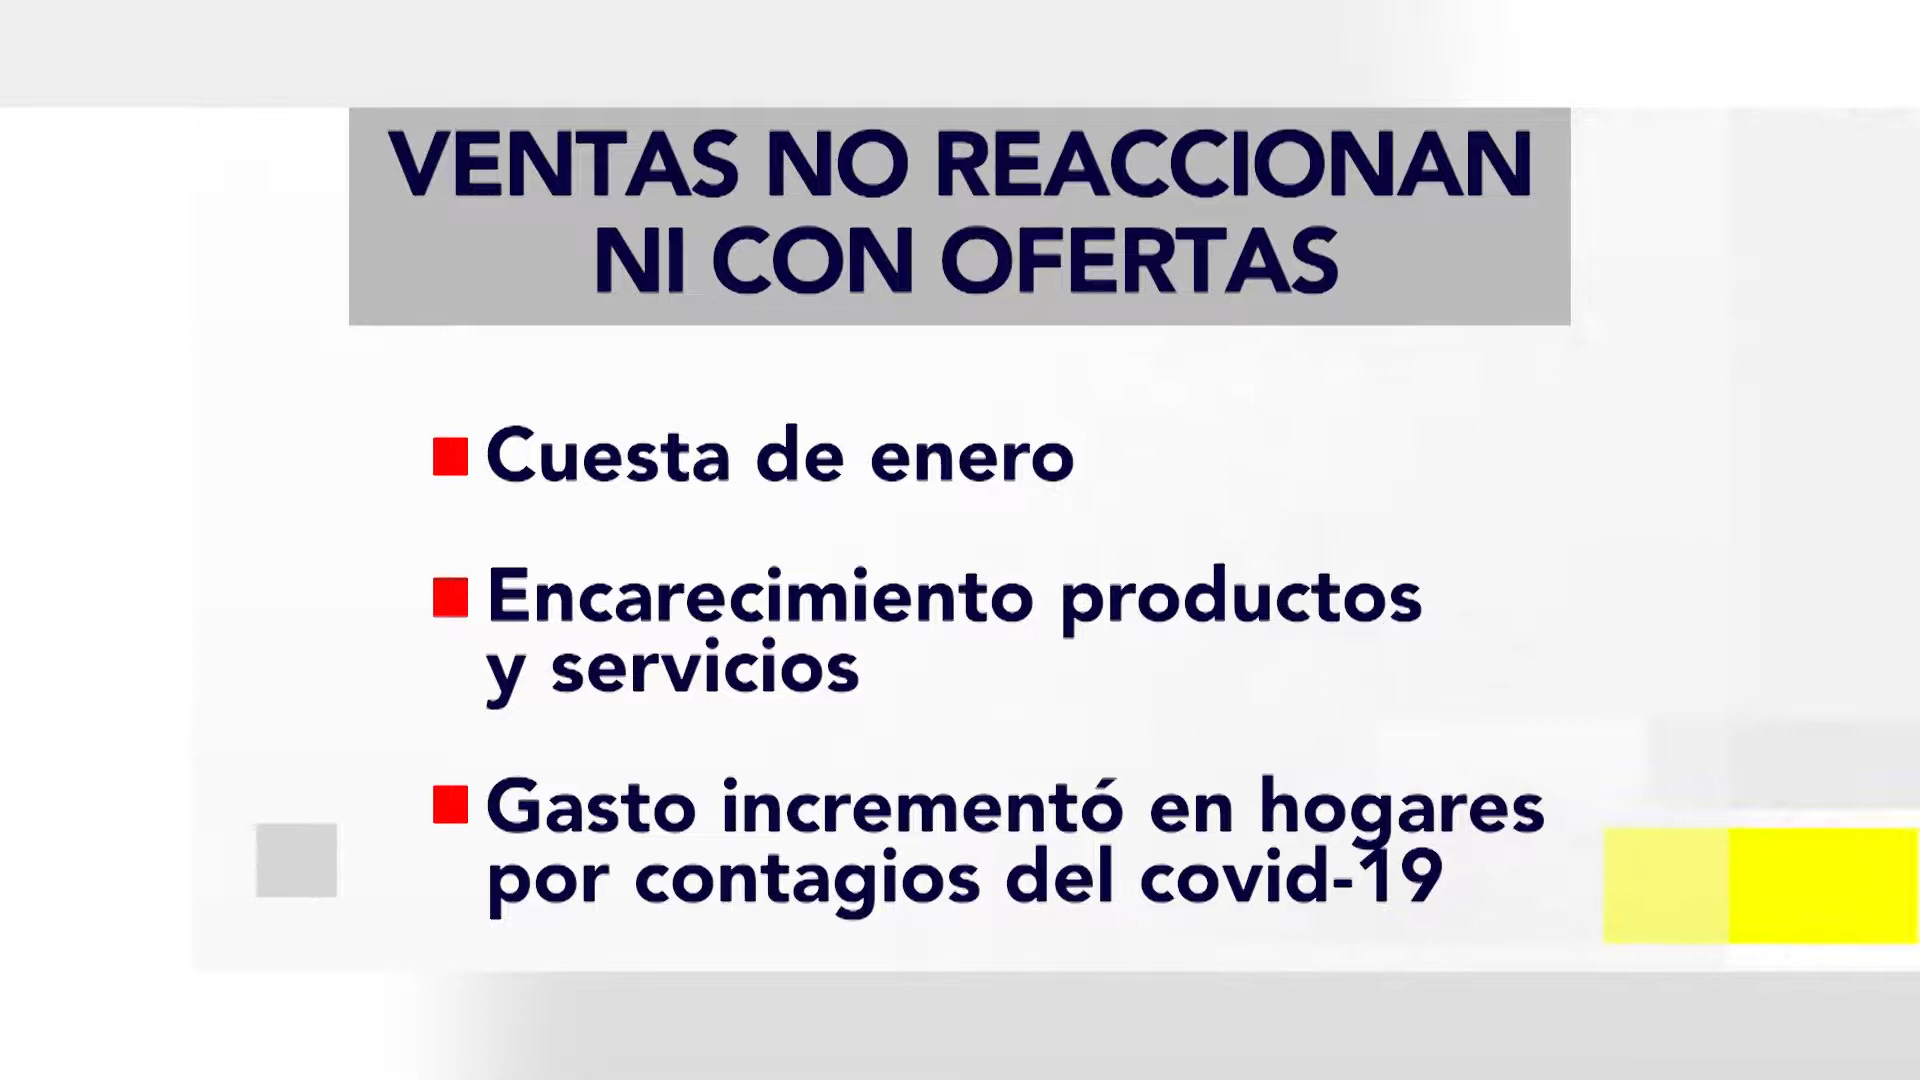 VENTAS NO REACCIONAN
NI CON OFERTAS
Cuesta de enero
Encarecimiento productos
y servicios
Gasto incrementó en hogares
por contagios del covid-19